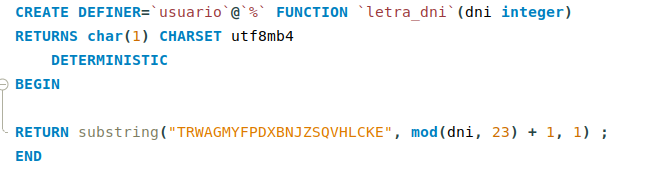 CREATE DEFINER=`usuario`@`%` FUNCTION `letra_dni`(dni integer)
RETURNS char(1) CHARSET utf8mb4
DETERMINISTIC
BEGIN
RETURN substring("TRWAGMYFPDXBNJZSQVHLCKE", mod(dni, 23) + 1, 1) ;
END